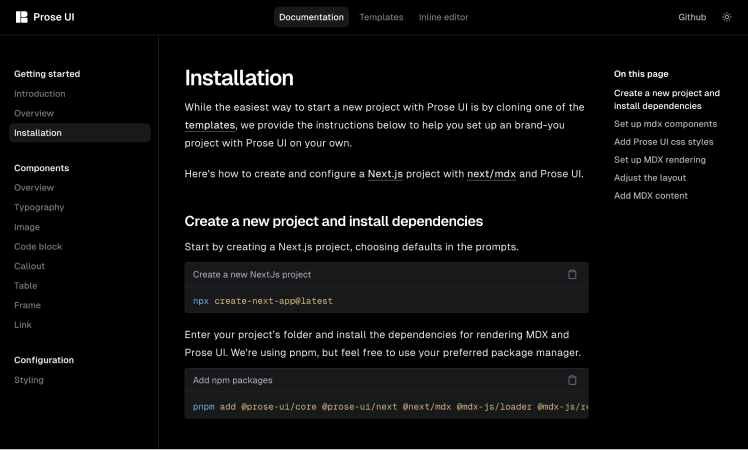 Prose UI
Documentation
Templates
Inline editor
Github
Getting started
Introduction
Overview
Installation
Components
Overview
Typography
Image
Code block
Callout
Table
Frame
Link
Configuration
Styling
Installation
While the easiest way to start a new project with Prose UI is by cloning one of the
templates, we provide the instructions below to help you set up an brand-you
project with Prose UI on your own.
Here's how to create and configure a Next.js project with next/mdx and Prose UI.
Create a new project and install dependencies
Start by creating a Next.js project, choosing defaults in the prompts.
Create a new NextJs project
npx create-next-app@latest
Enter your project's folder and install the dependencies for rendering MDX and
Prose UI. We're using pnpm, but feel free to use your preferred package manager.
Add npm packages
pnpm add @prose-ui/core @prose-ui/next @next/mdx @mdx-js/loader @mdx-js/re
On this page
Create a new project and
install dependencies
Set up mdx components
Add Prose UI css styles
Set up MDX rendering
Adjust the layout
Add MDX content